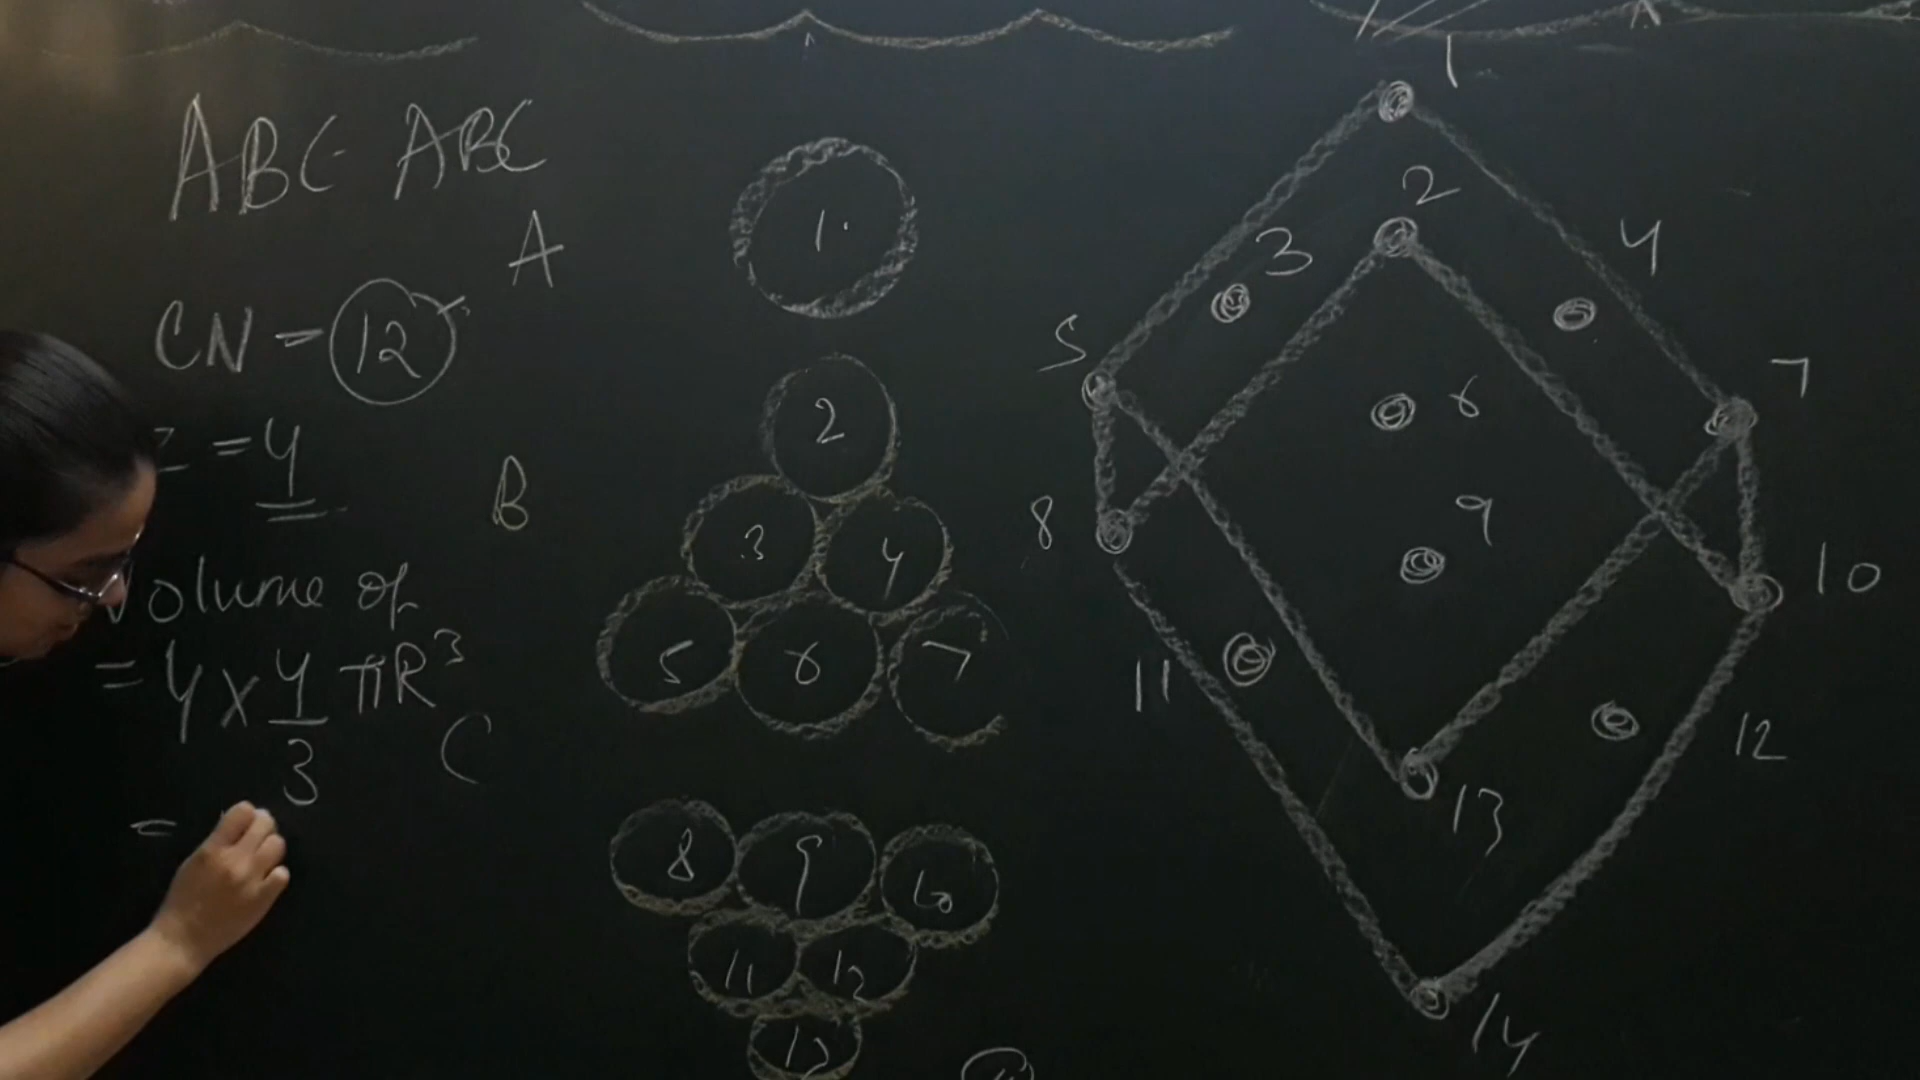 ABC ABC
A
CN = 12
Z = 4
B
Volume of
= 4 x 4/3 πR³
C
=
1
2
3 4
5 6 7
8 9 10
11 12
13
1
2
3 4
5 7
6
9
8 10
11 12
13
14
A